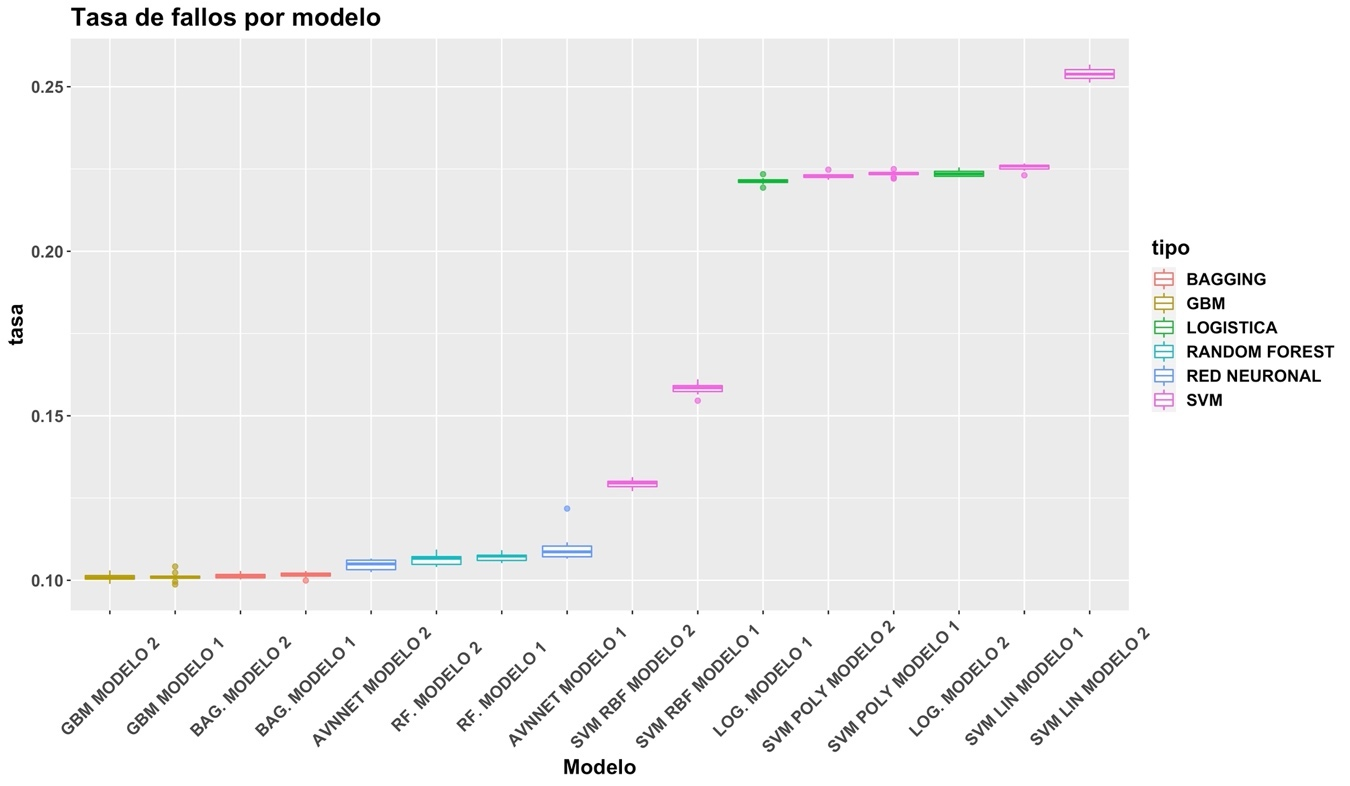 Tasa de fallos por modelo
0.25
0.20
0.15
0.10
tasa
GBM MODELO 2
GBM MODELO 1
BAG. MODELO 2
BAG. MODELO 1
AVNNET MODELO 2
RF. MODELO 2
RF. MODELO 1
AVNNET MODELO 1
SVM RBF MODELO 2
SVM RBF MODELO 1
LOG. MODELO 1
SVM POLY MODELO 2
SVM POLY MODELO 1
LOG. MODELO 2
SVM LIN MODELO 1
SVM LIN MODELO 2
Modelo
tipo
BAGGING
GBM
LOGISTICA
RANDOM FOREST
RED NEURONAL
SVM